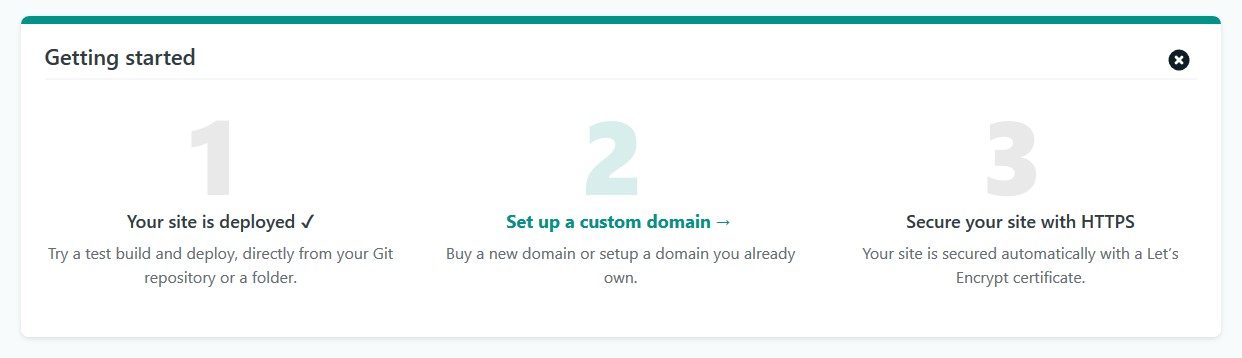 Getting started
1
Your site is deployed ✓
Try a test build and deploy, directly from your Git
repository or a folder.
2
Set up a custom domain →
Buy a new domain or setup a domain you already
own.
3
Secure your site with HTTPS
Your site is secured automatically with a Let’s
Encrypt certificate.